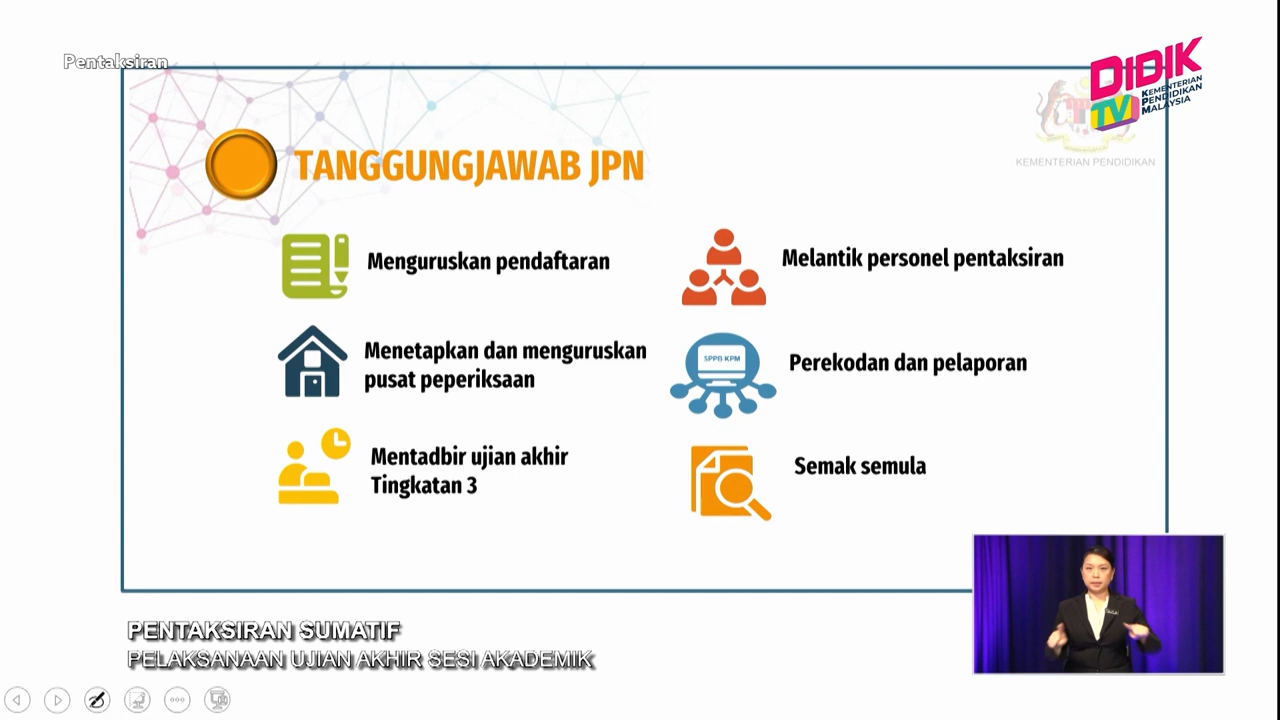 Pentaksiran
DIDIK
TV
KEMENTERIAN
PENDIDIKAN
MALAYSIA
KEMENTERIAN PENDIDIKAN
TANGGUNGJAWAB JPN
Menguruskan pendaftaran
Menetapkan dan menguruskan
pusat peperiksaan
Mentadbir ujian akhir
Tingkatan 3
Melantik personel pentaksiran
SPPB KPM
Perekodan dan pelaporan
Semak semula
PENTAKSIRAN SUMATIF
PELAKSANAAN UJIAN AKHIR SESI AKADEMIK